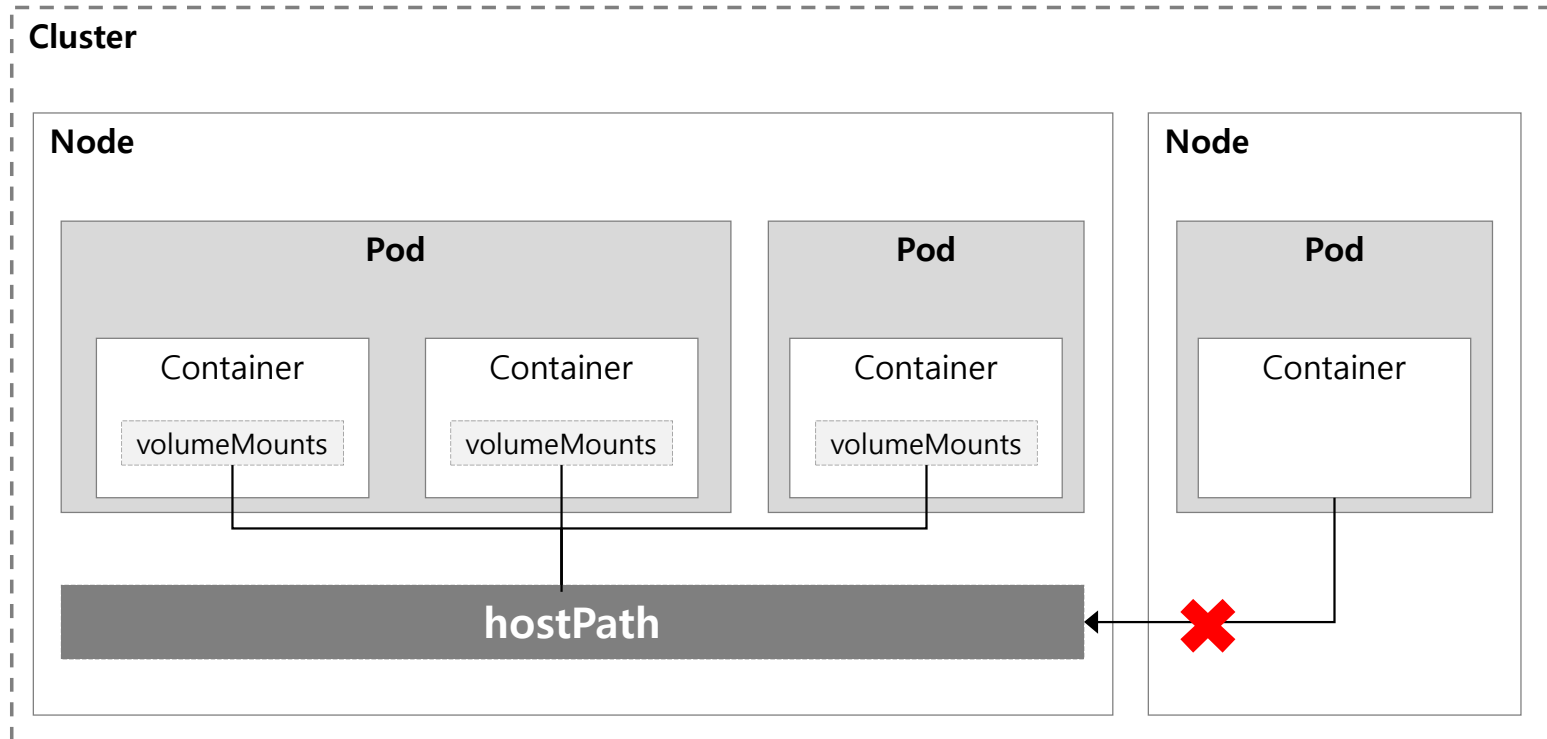 Cluster
Node
Node
Pod
Pod
Pod
Container
Container
Container
Container
volumeMounts
volumeMounts
volumeMounts
hostPath